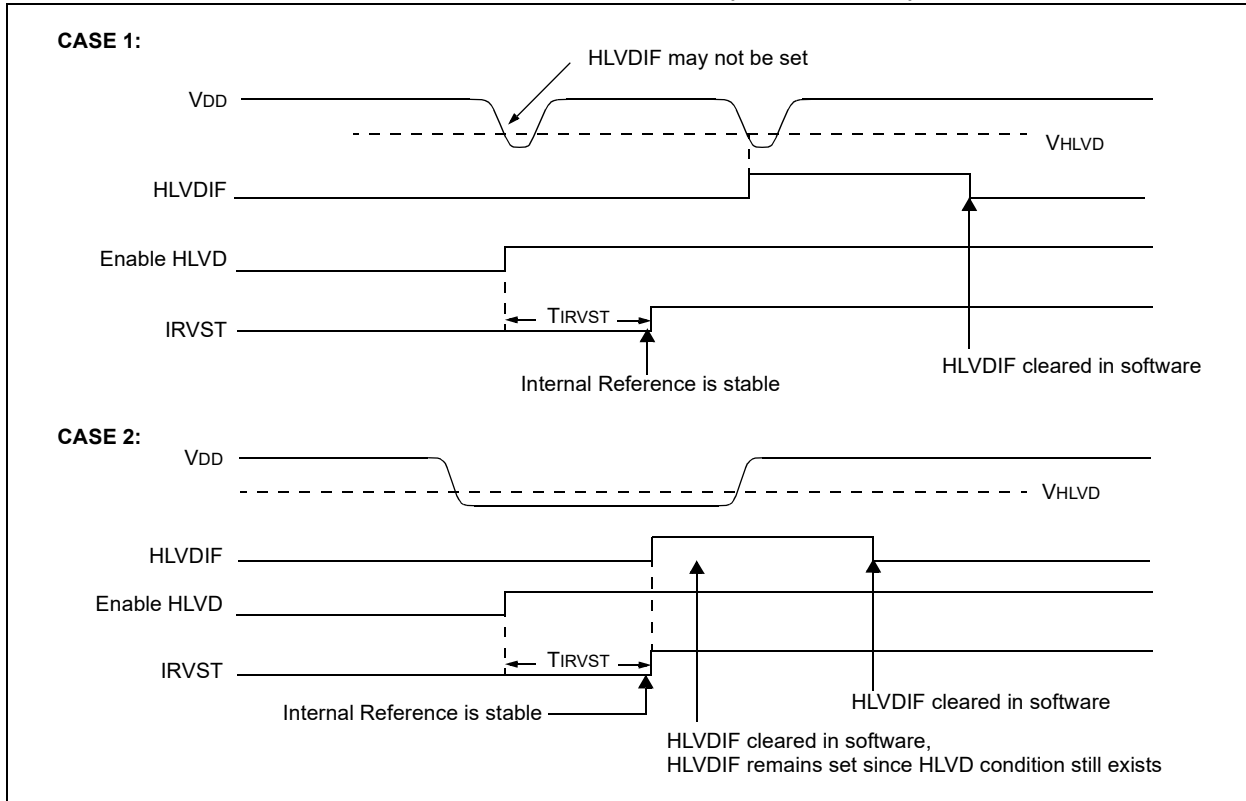 CASE 1:
HLVDIF may not be set
VDD
VHLVD
HLVDIF
Enable HLVD
TIRVST
IRVST
HLVDIF cleared in software
Internal Reference is stable
CASE 2:
VDD
VHLVD
HLVDIF
Enable HLVD
TIRVST
IRVST
Internal Reference is stable
HLVDIF cleared in software
HLVDIF cleared in software,
HLVDIF remains set since HLVD condition still exists